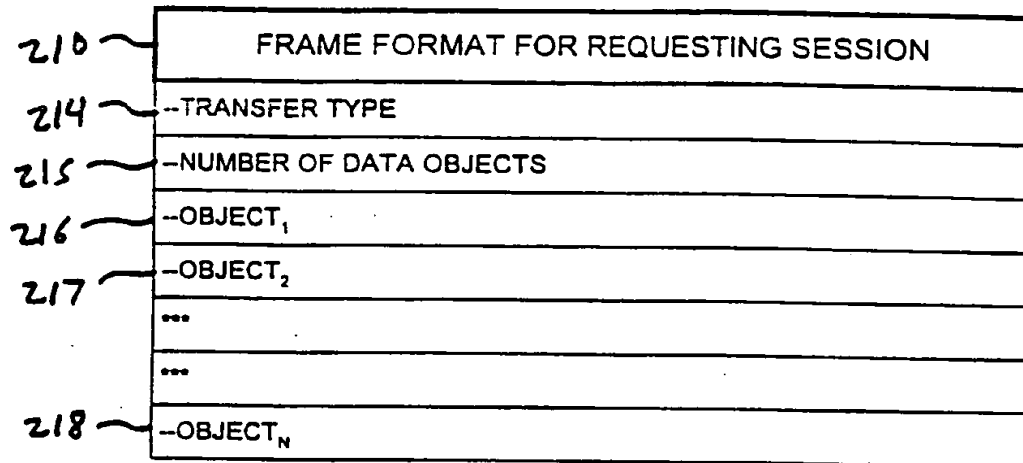 210 FRAME FORMAT FOR REQUESTING SESSION
214 --TRANSFER TYPE
215 --NUMBER OF DATA OBJECTS
216 --OBJECT₁
217 --OBJECT₂
***
***
218 --OBJECT_N